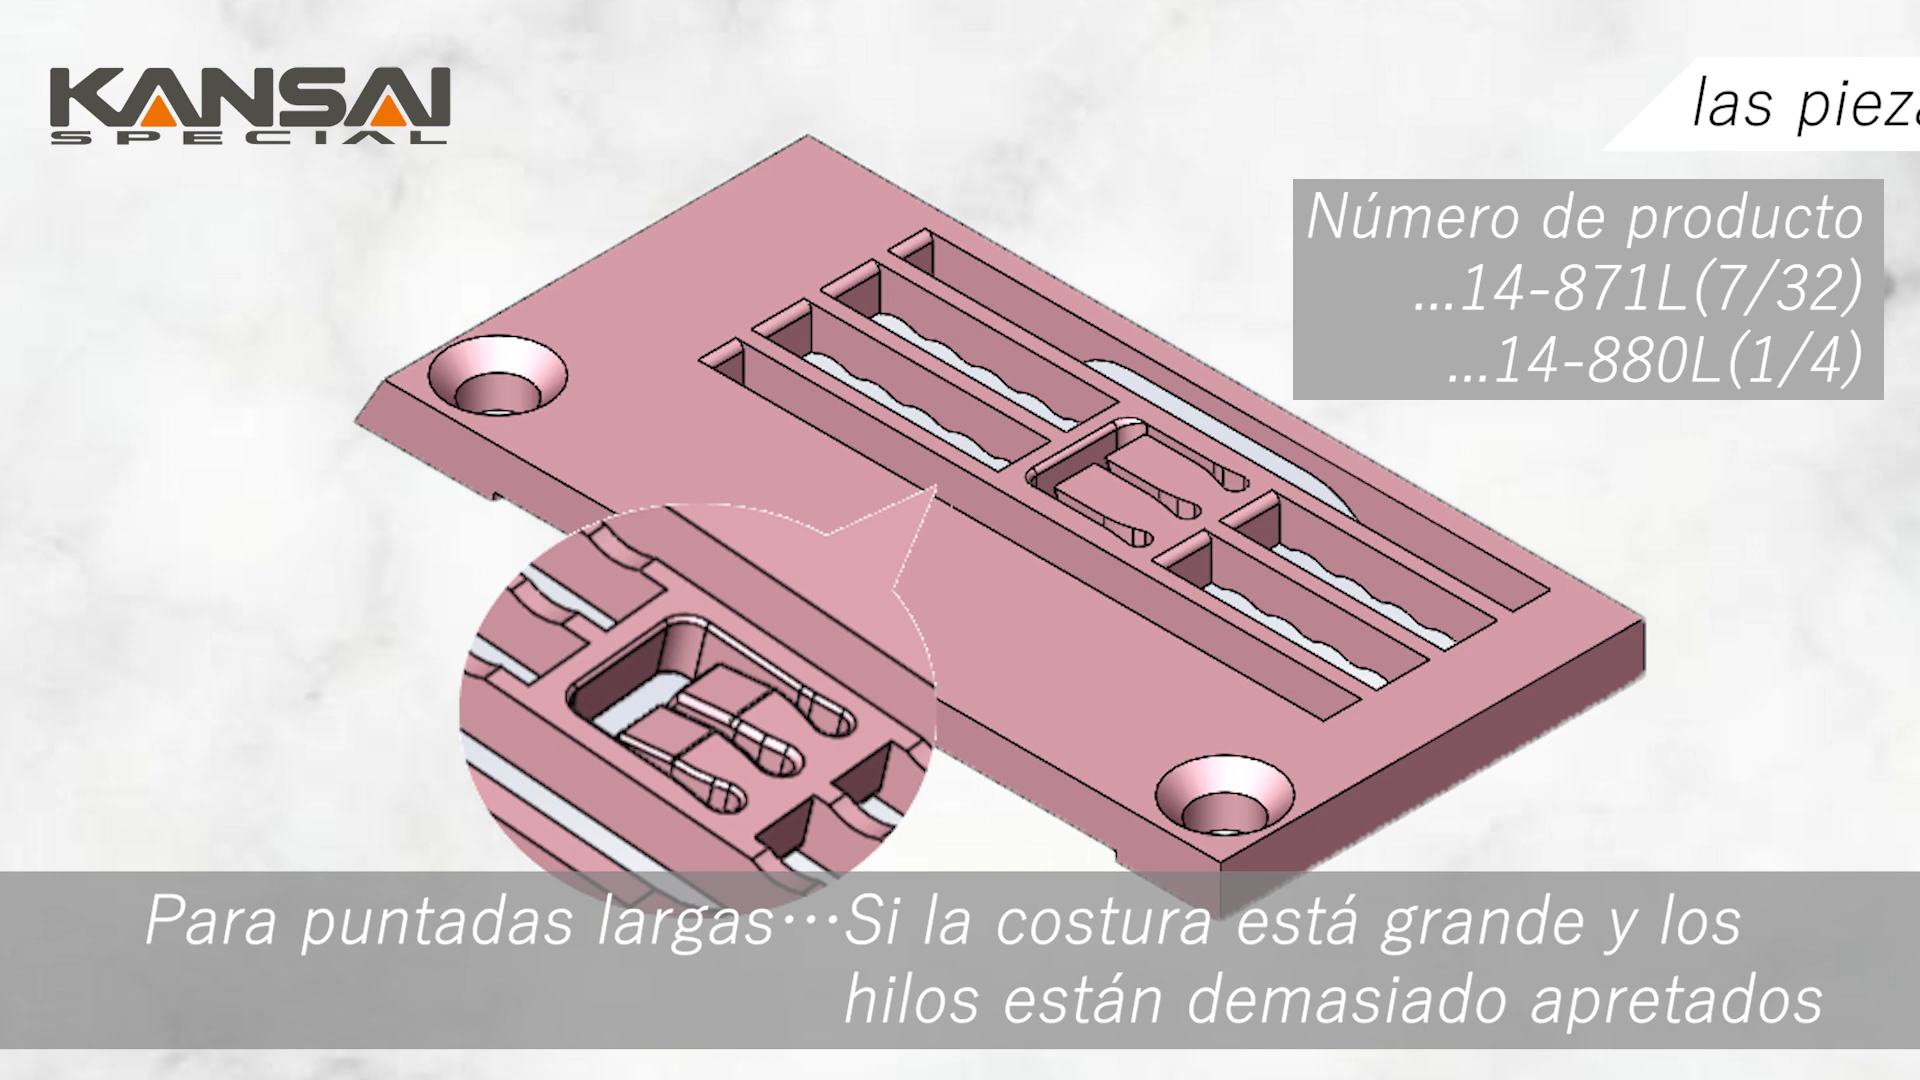 KANSAI
SPECIAL
las pieza
Número de producto
...14-871L(7/32)
...14-880L(1/4)
Para puntadas largas···Si la costura está grande y los
hilos están demasiado apretados